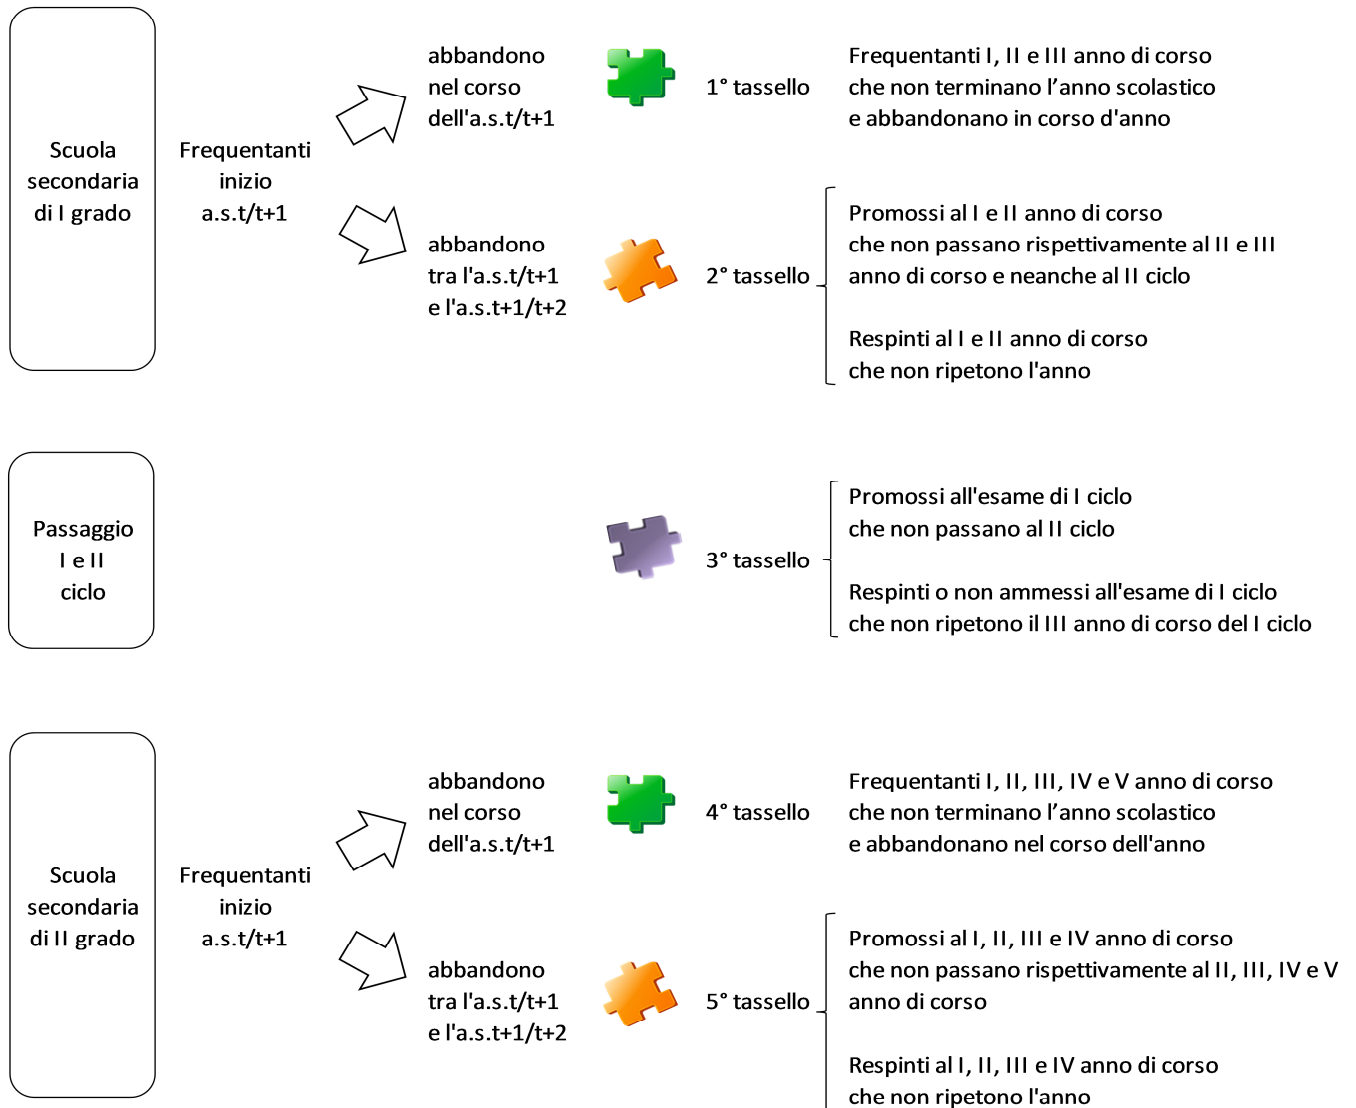 Scuola
secondaria
di I grado
Frequentanti
inizio
a.s.t/t+1
abbandono
nel corso
dell'a.s.t/t+1
1° tassello
Frequentanti I, II e III anno di corso
che non terminano l’anno scolastico
e abbandonano in corso d'anno
abbandono
tra l'a.s.t/t+1
e l'a.s.t+1/t+2
2° tassello
Promossi al I e II anno di corso
che non passano rispettivamente al II e III
anno di corso e neanche al II ciclo
Respinti al I e II anno di corso
che non ripetono l'anno
Passaggio
I e II
ciclo
3° tassello
Promossi all'esame di I ciclo
che non passano al II ciclo
Respinti o non ammessi all'esame di I ciclo
che non ripetono il III anno di corso del I ciclo
Scuola
secondaria
di II grado
Frequentanti
inizio
a.s.t/t+1
abbandono
nel corso
dell'a.s.t/t+1
4° tassello
Frequentanti I, II, III, IV e V anno di corso
che non terminano l’anno scolastico
e abbandonano nel corso dell'anno
abbandono
tra l'a.s.t/t+1
e l'a.s.t+1/t+2
5° tassello
Promossi al I, II, III e IV anno di corso
che non passano rispettivamente al II, III, IV e V
anno di corso
Respinti al I, II, III e IV anno di corso
che non ripetono l'anno